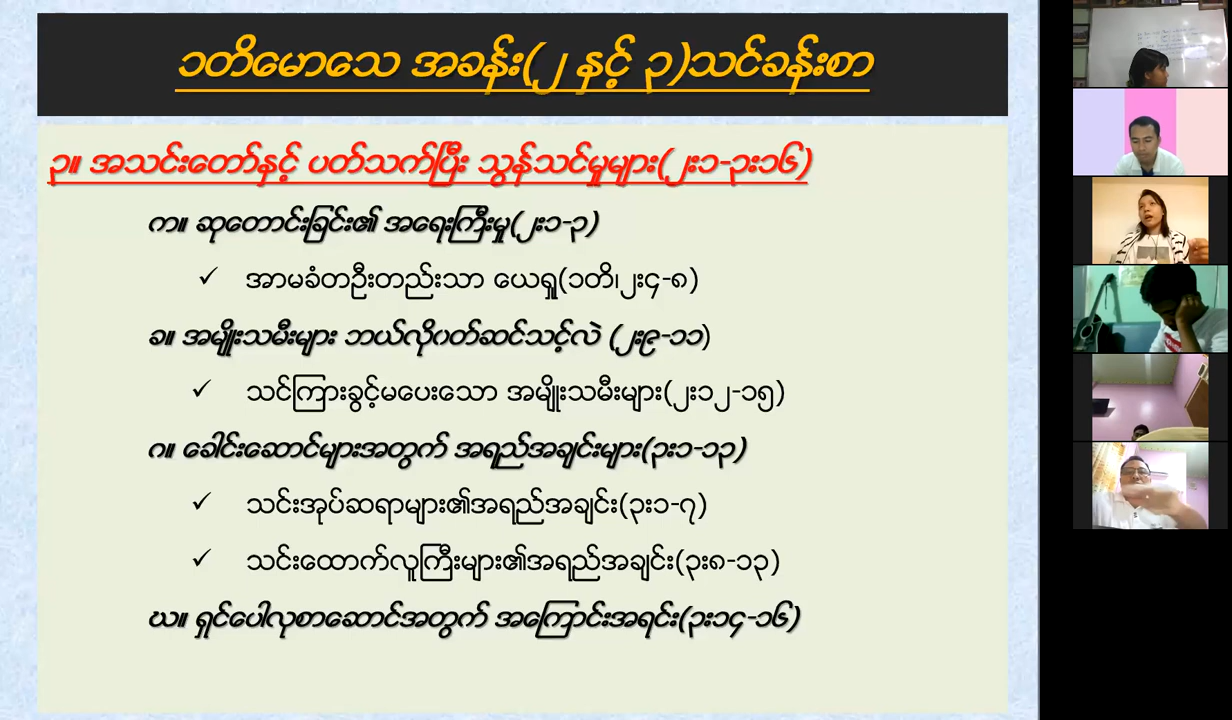 ၁တိမောသေ အခန်း(၂ နှင့် ၃)သင်ခန်းစာ
၃။ အသင်းတော်နှင့် ပတ်သက်ပြီး သွန်သင်မှုများ(၂း၁-၃း၁၆)
က။ ဆုတောင်းခြင်း၏ အရေးကြီးမှု(၂း၁-၃)
✓ အာမခံတဦးတည်းသာ ယေရှု(၁တိ၊၂း၄-၈)
ခ။ အမျိုးသမီးများ ဘယ်လို၀တ်ဆင်သင့်လဲ (၂း၉-၁၁)
✓ သင်ကြားခွင့်မပေးသော အမျိုးသမီးများ(၂း၁၂-၁၅)
ဂ။ ခေါင်းဆောင်များအတွက် အရည်အချင်းများ(၃း၁-၁၃)
✓ သင်းအုပ်ဆရာများ၏အရည်အချင်း(၃း၁-၇)
✓ သင်းထောက်လူကြီးများ၏အရည်အချင်း(၃း၈-၁၃)
ဃ။ ရှင်ပေါလုစာဆောင်အတွက် အကြောင်းအရင်း(၃း၁၄-၁၆)